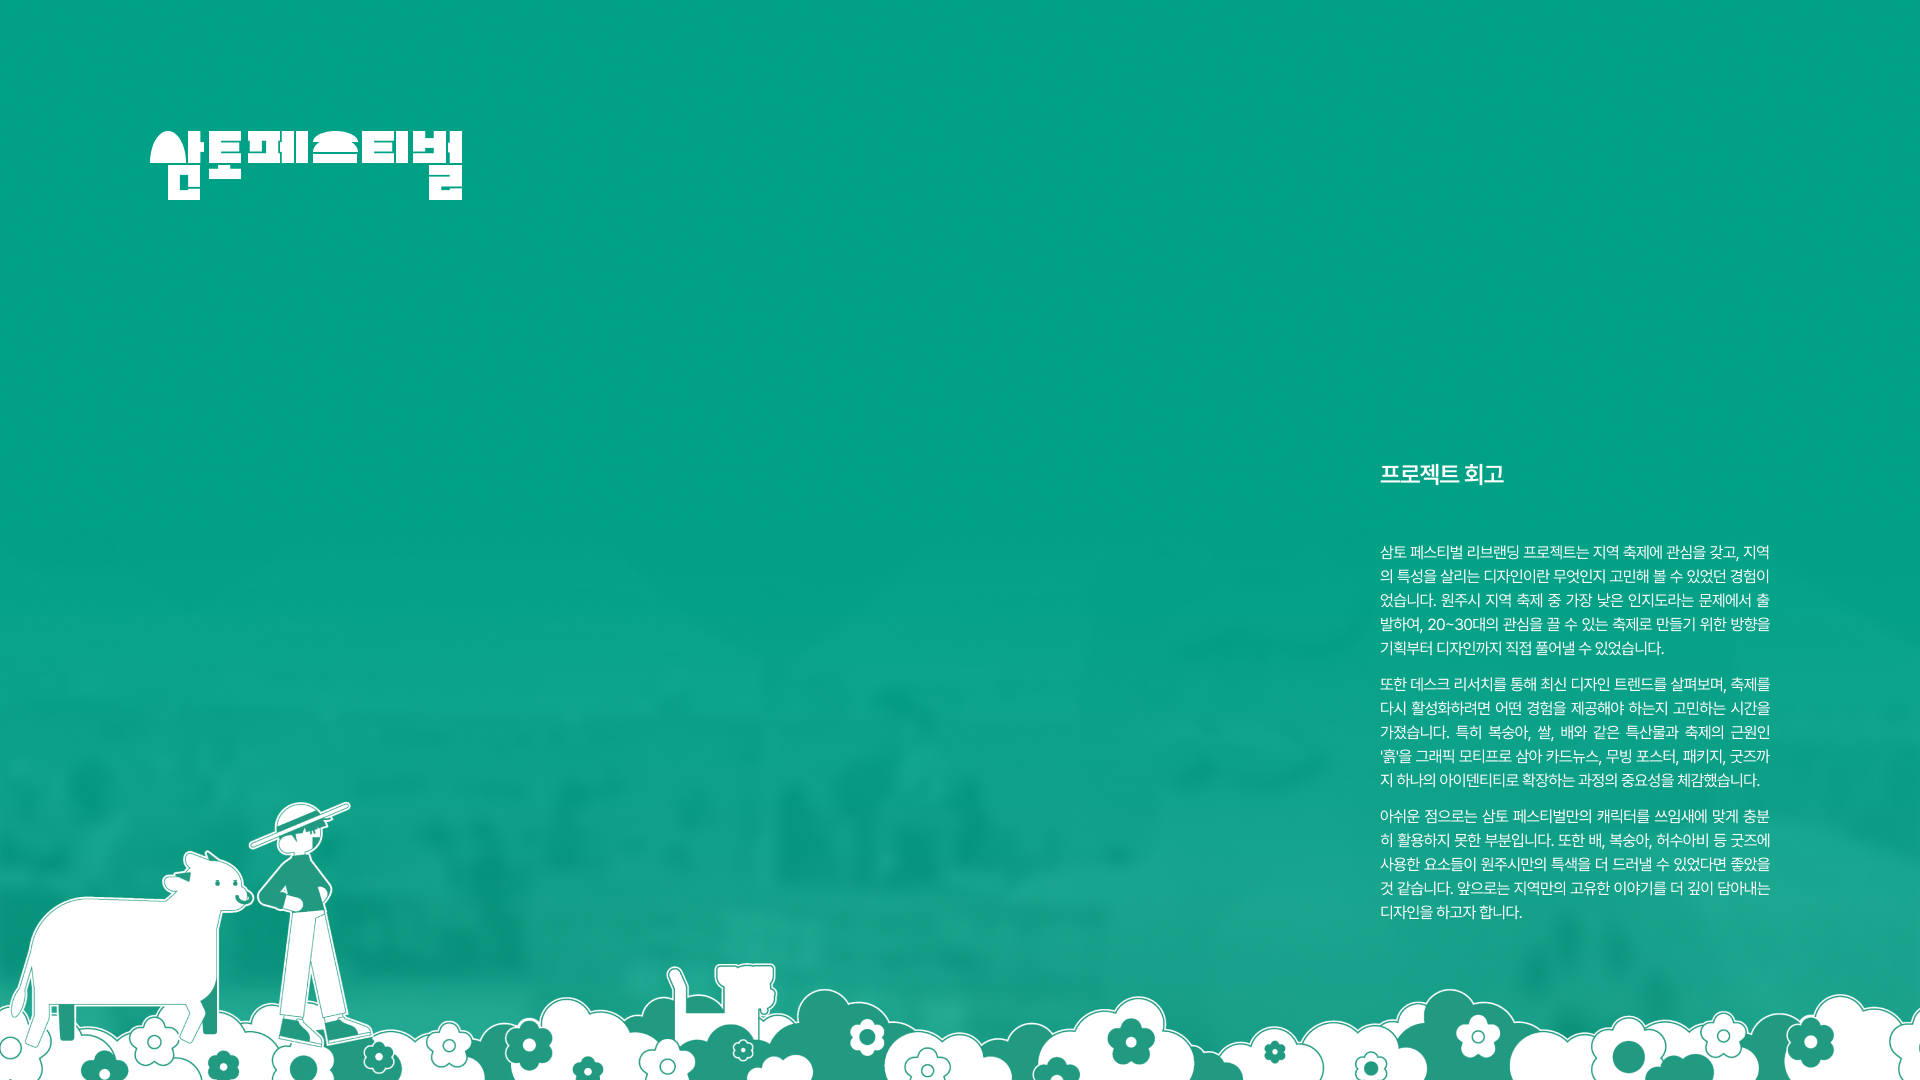 삼토페스티벌
프로젝트 회고
삼토 페스티벌 리브랜딩 프로젝트는 지역 축제에 관심을 갖고, 지역
의 특성을 살리는 디자인이란 무엇인지 고민해 볼 수 있었던 경험이
었습니다. 원주시 지역 축제 중 가장 낮은 인지도라는 문제에서 출
발하여, 20~30대의 관심을 끌 수 있는 축제로 만들기 위한 방향을
기획부터 디자인까지 직접 풀어낼 수 있었습니다.
또한 데스크 리서치를 통해 최신 디자인 트렌드를 살펴보며, 축제를
다시 활성화하려면 어떤 경험을 제공해야 하는지 고민하는 시간을
가졌습니다. 특히 복숭아, 쌀, 배와 같은 특산물과 축제의 근원인
'흙'을 그래픽 모티프로 삼아 카드뉴스, 무빙 포스터, 패키지, 굿즈까
지 하나의 아이덴티티로 확장하는 과정의 중요성을 체감했습니다.
아쉬운 점으로는 삼토 페스티벌만의 캐릭터를 쓰임새에 맞게 충분
히 활용하지 못한 부분입니다. 또한 배, 복숭아, 허수아비 등 굿즈에
사용한 요소들이 원주시만의 특색을 더 드러낼 수 있었다면 좋았을
것 같습니다. 앞으로는 지역만의 고유한 이야기를 더 깊이 담아내는
디자인을 하고자 합니다.